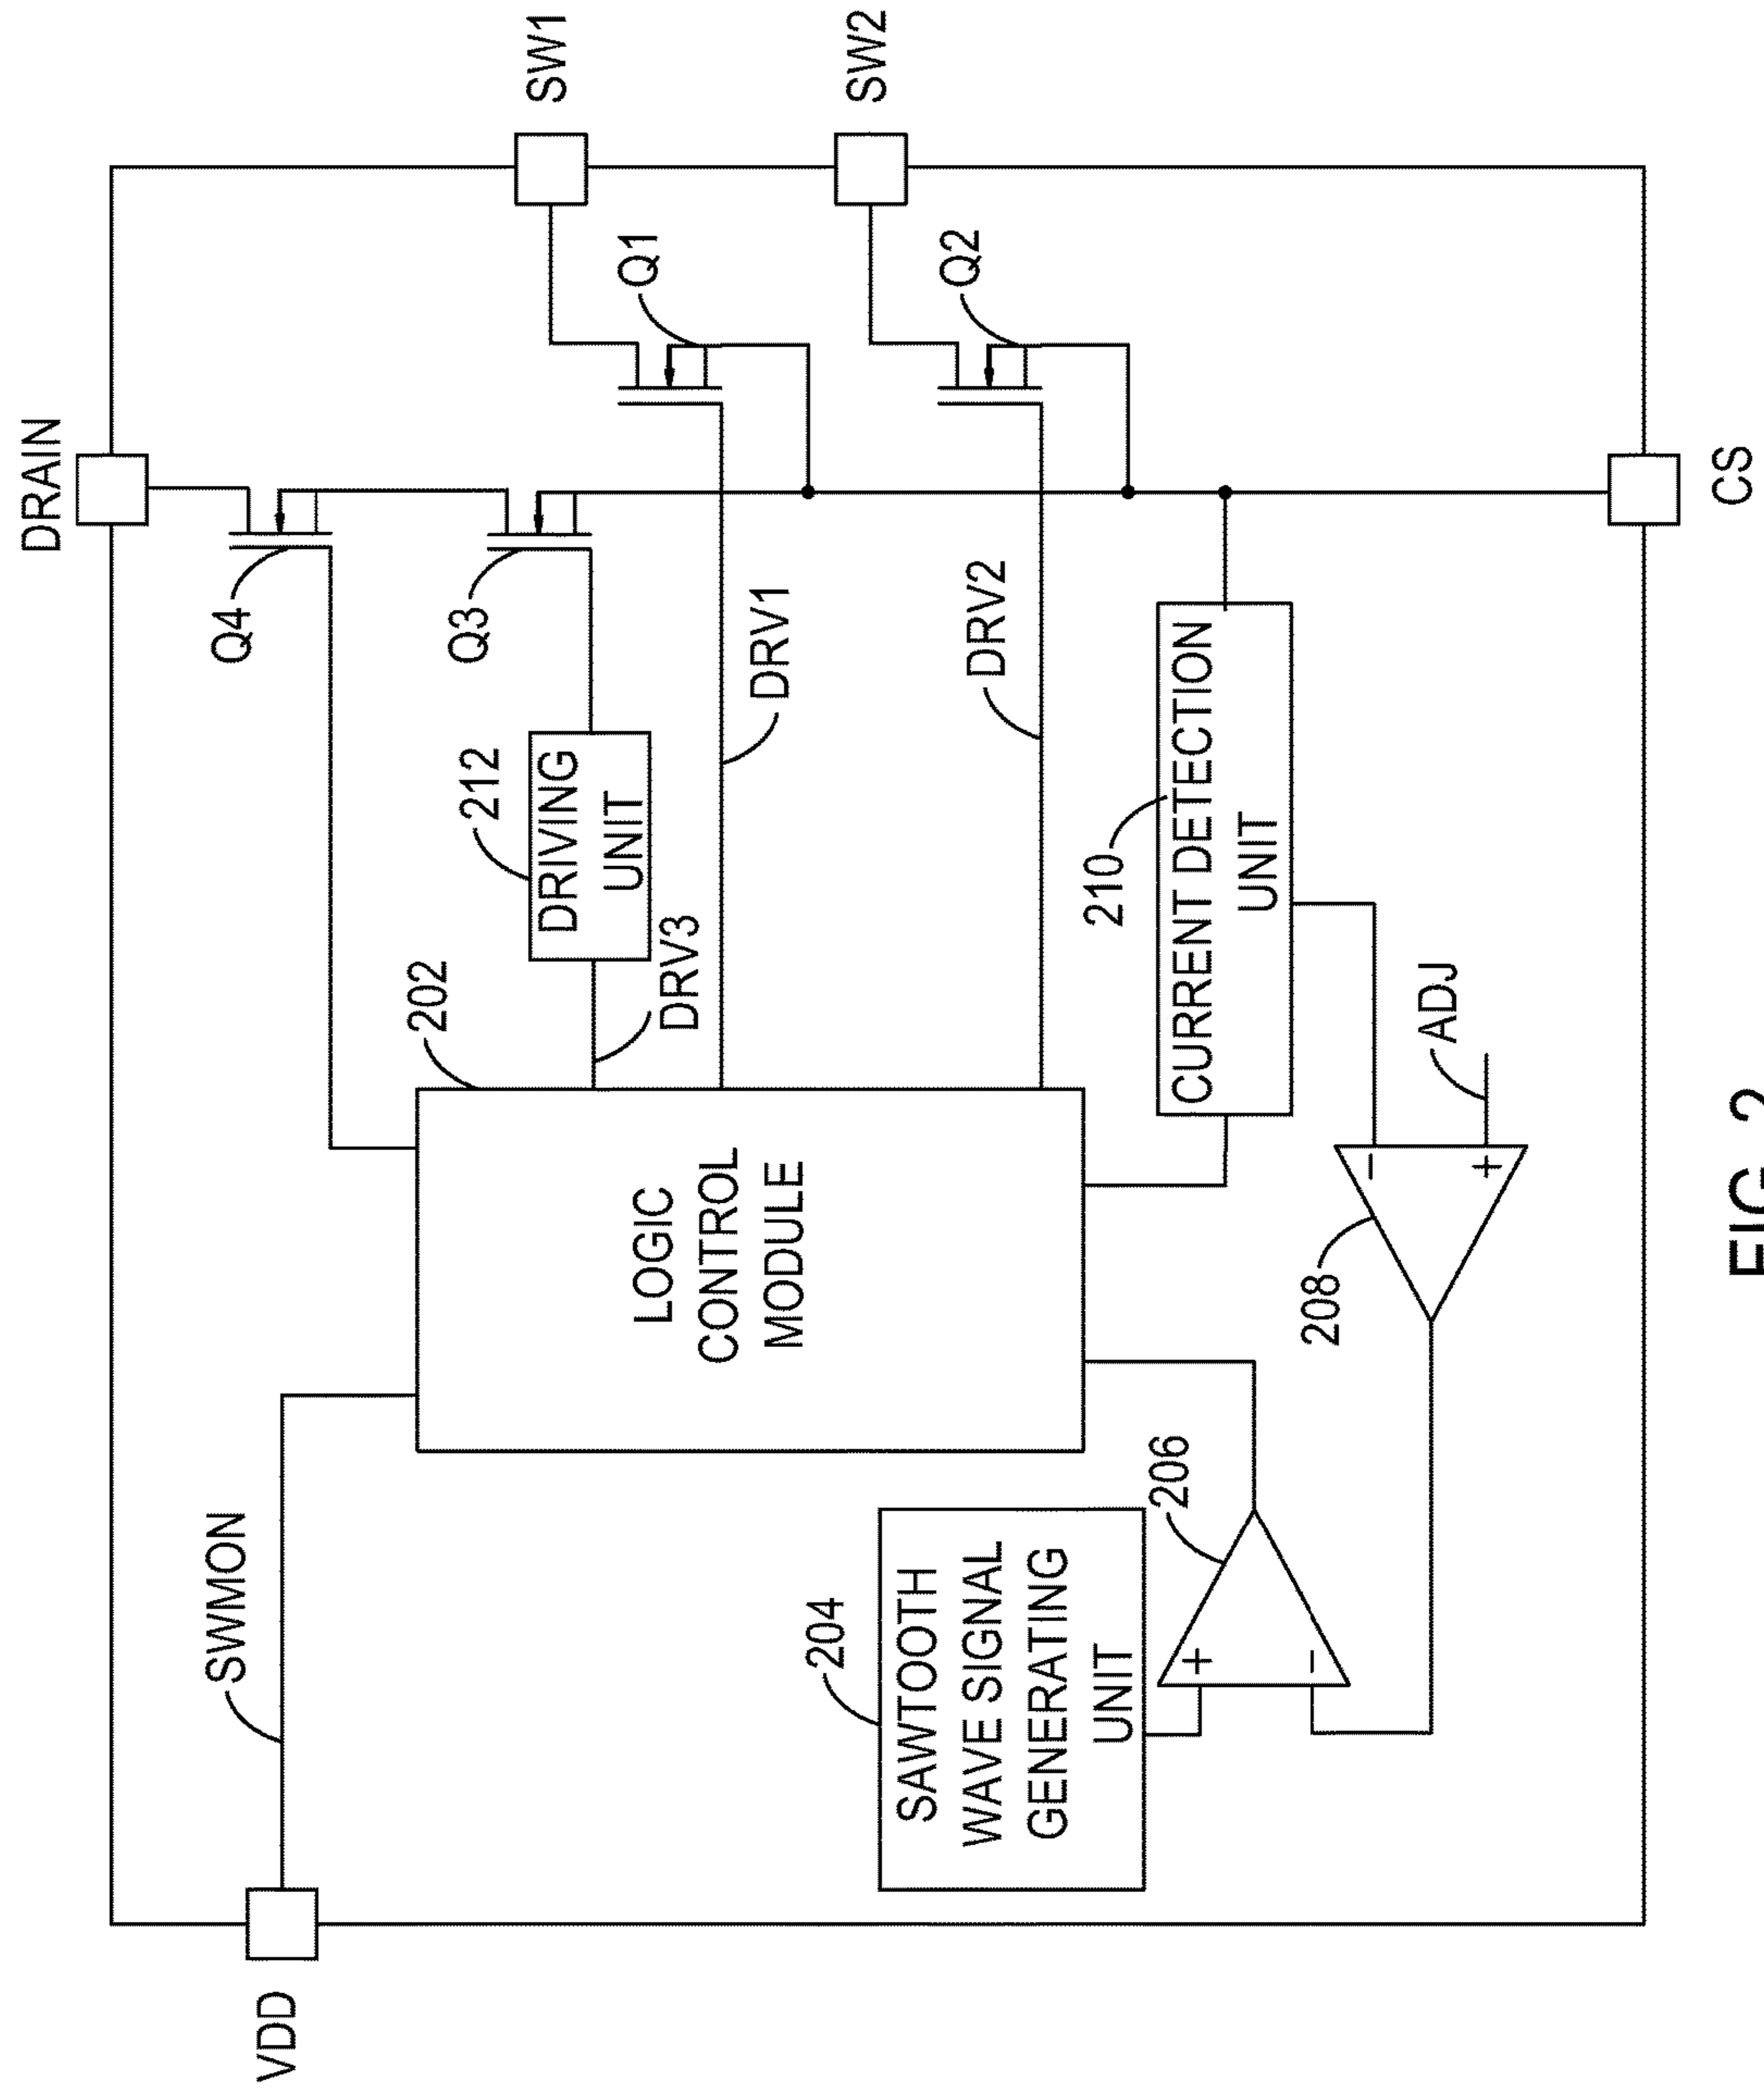 DRAIN
SW1
SW2
Q1
Q2
Q4
Q3
DRV1
DRV2
212
DRIVING
UNIT
DRV3
202
LOGIC
CONTROL
MODULE
210
CURRENT DETECTION
UNIT
ADJ
-
+
208
SWMON
204
SAWTOOTH
WAVE SIGNAL
GENERATING
UNIT
206
+
-
VDD
CS
FIG. 2